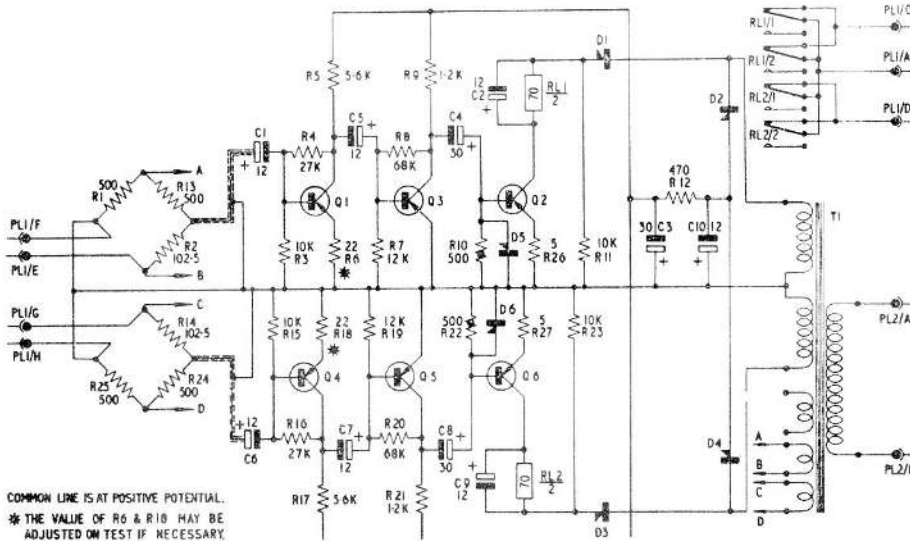 PL1/C
RL1/1
PL1/A
RL1/2
RL2/1
PL1/D
RL2/2
D1
R5 5·6K
R9 1·2K
12
C2
70
RL1
2
D2
C1
12
R4
27K
C5
12
R8
68K
C4
30
A
500
R1
R13
500
Q1
Q3
Q2
470
R12
T1
PL1/F
PL1/E
R2
102·5
B
10K
R3
22
R6
R7
12K
R10
500
D5
5
R26
10K
R11
30 C3
C10 12
PL1/G
PL1/H
C
R14
102·5
10K
R15
22
R18
12K
R19
500
R22
D6
5
R27
10K
R23
PL2/A
R25
500
R24
500
Q4
Q5
Q6
D
12
C6
R16
27K
C7
12
R20
68K
C8
30
C9
12
70
RL2
2
D4
A
B
C
D
PL2/
R17
5·6K
R21
1·2K
D3
COMMON LINE IS AT POSITIVE POTENTIAL.
✱ THE VALUE OF R6 & R18 MAY BE
ADJUSTED ON TEST IF NECESSARY.